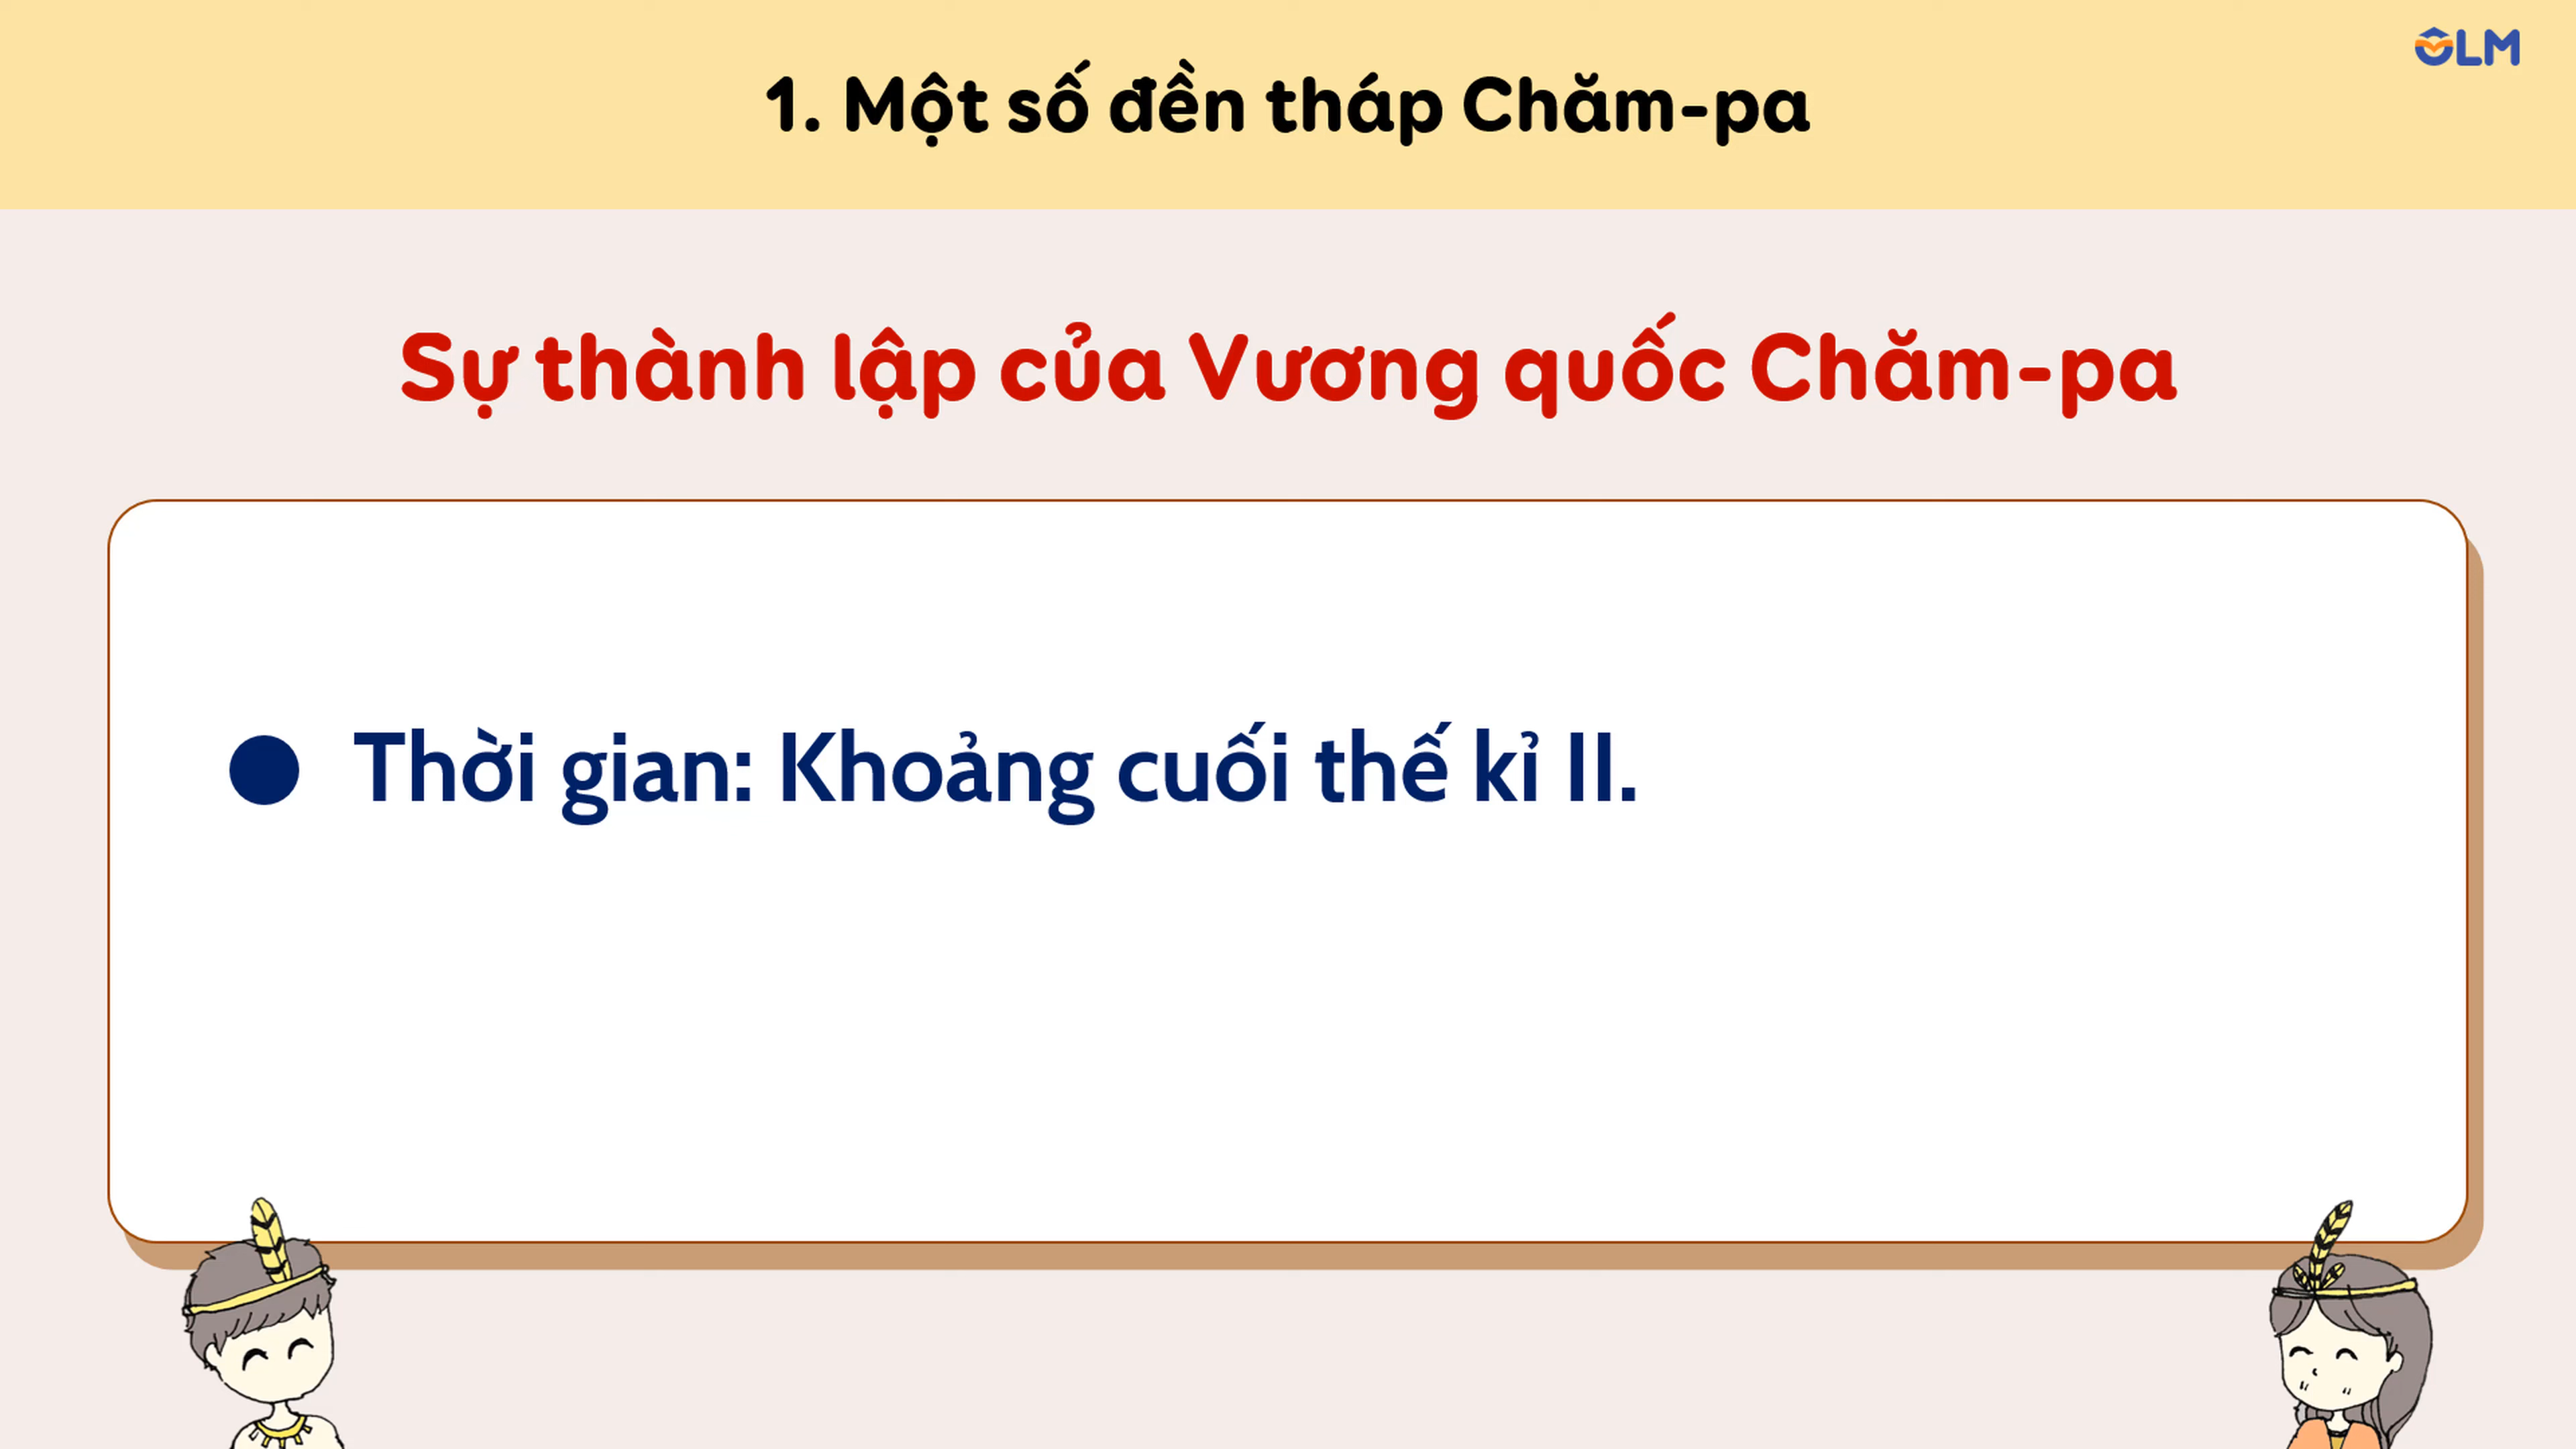 OLM
1. Một số đền tháp Chăm-pa
Sự thành lập của Vương quốc Chăm-pa
● Thời gian: Khoảng cuối thế kỉ II.